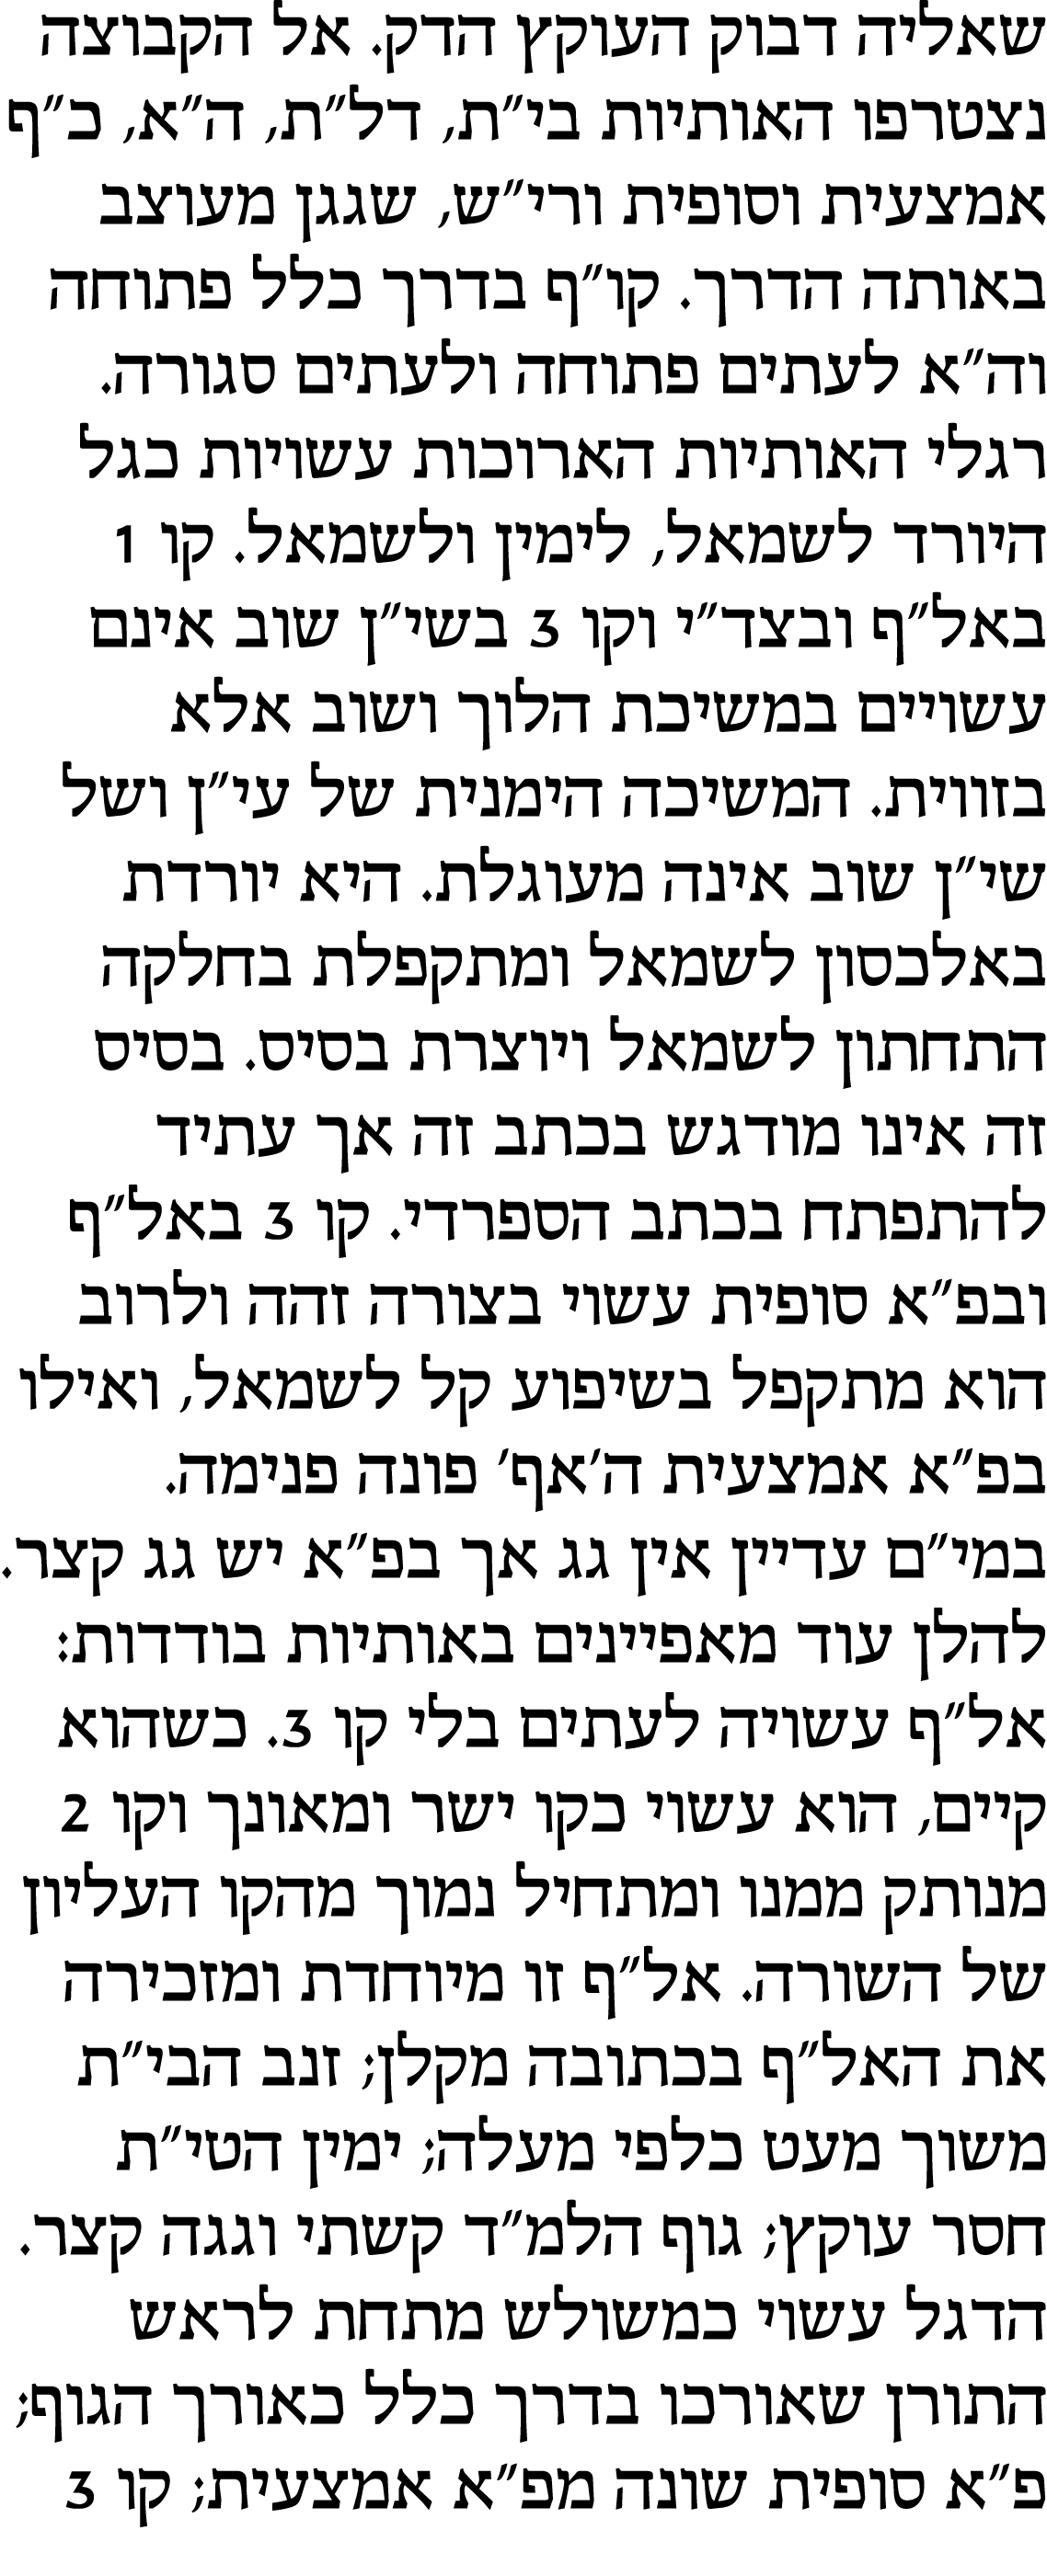 שאליה דבוק העוקץ הדק. אל הקבוצה
נצטרפו האותיות בי״ת, דל״ת, ה״א, כ״ף
אמצעית וסופית ורי״ש, שגגן מעוצב
באותה הדרך. קו״ף בדרך כלל פתוחה
וה״א לעתים פתוחה ולעתים סגורה.
רגלי האותיות הארוכות עשויות כגל
היורד לשמאל, לימין ולשמאל. קו 1
באל״ף ובצד״י וקו 3 בשי״ן שוב אינם
עשויים במשיכת הלוך ושוב אלא
בזווית. המשיכה הימנית של עי״ן ושל
שי״ן שוב אינה מעוגלת. היא יורדת
באלכסון לשמאל ומתקפלת בחלקה
התחתון לשמאל ויוצרת בסיס. בסיס
זה אינו מודגש בכתב זה אך עתיד
להתפתח בכתב הספרדי. קו 3 באל״ף
ובפ״א סופית עשוי בצורה זהה ולרוב
הוא מתקפל בשיפוע קל לשמאל, ואילו
בפ״א אמצעית ה׳אף׳ פונה פנימה.
במי״ם עדיין אין גג אך בפ״א יש גג קצר.
להלן עוד מאפיינים באותיות בודדות:
אל״ף עשויה לעתים בלי קו 3. כשהוא
קיים, הוא עשוי כקו ישר ומאונך וקו 2
מנותק ממנו ומתחיל נמוך מהקו העליון
של השורה. אל״ף זו מיוחדת ומזכירה
את האל״ף בכתובה מקלן; זנב הבי״ת
משוך מעט כלפי מעלה; ימין הטי״ת
חסר עוקץ; גוף הלמ״ד קשתי וגגה קצר.
הדגל עשוי כמשולש מתחת לראש
התורן שאורכו בדרך כלל כאורך הגוף;
פ״א סופית שונה מפ״א אמצעית; קו 3